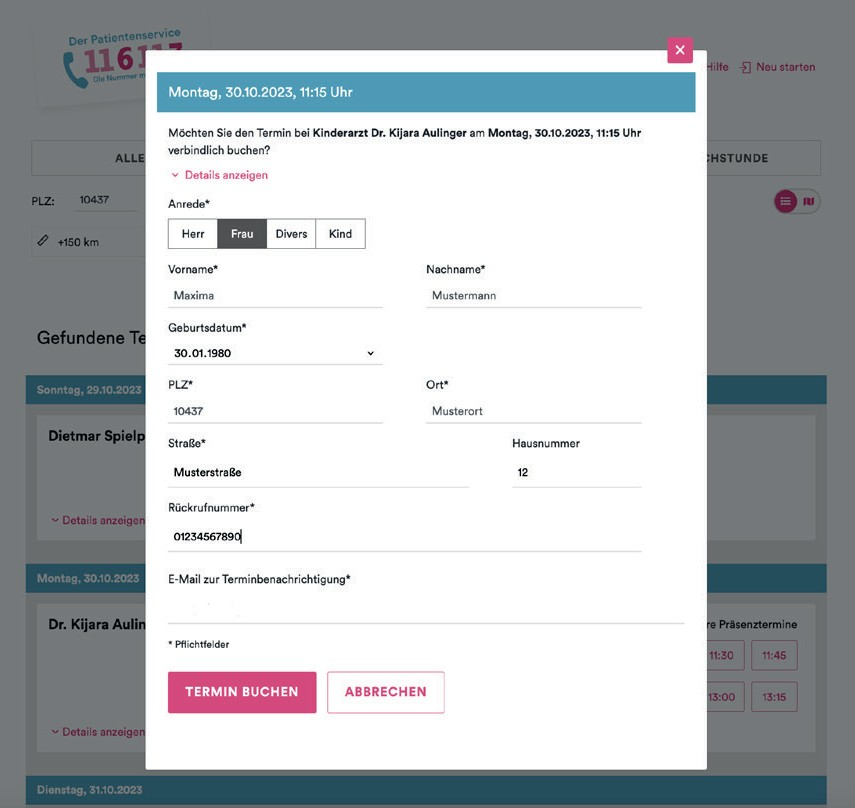 Der Patientenservice
116117
Die Nummer m
Hilfe
Neu starten
ALLE
CHSTUNDE
PLZ:
10437
+150 km
Gefundene Te
Sonntag, 29.10.2023
Dietmar Spielp
Details anzeigen
Montag, 30.10.2023
Dr. Kijara Aulin
re Präsenztermine
11:30
11:45
13:00
13:15
Details anzeigen
Dienstag, 31.10.2023
Montag, 30.10.2023, 11:15 Uhr
Möchten Sie den Termin bei Kinderarzt Dr. Kijara Aulinger am Montag, 30.10.2023, 11:15 Uhr
verbindlich buchen?
Details anzeigen
Anrede*
Herr Frau Divers Kind
Vorname* Nachname*
Maxima Mustermann
Geburtsdatum*
30.01.1980
PLZ* Ort*
10437 Musterort
Straße* Hausnummer
Musterstraße 12
Rückrufnummer*
01234567890
E-Mail zur Terminbenachrichtigung*
* Pflichtfelder
TERMIN BUCHEN ABBRECHEN